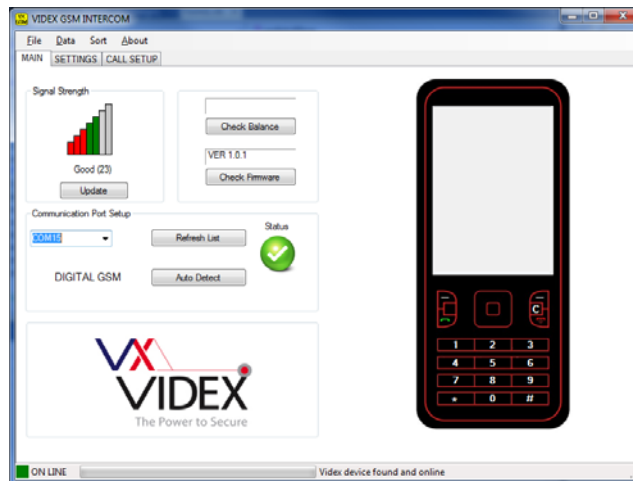 VIDEX GSM INTERCOM
File Data Sort About
MAIN SETTINGS CALL SETUP
Signal Strength
Good (23)
Update
Check Balance
VER 1.0.1
Check Firmware
Communication Port Setup
COM15
Refresh List
Status
DIGITAL GSM
Auto Detect
VX
VIDEX
The Power to Secure
C
1 2 3
4 5 6
7 8 9
* 0 #
ON LINE
Videx device found and online